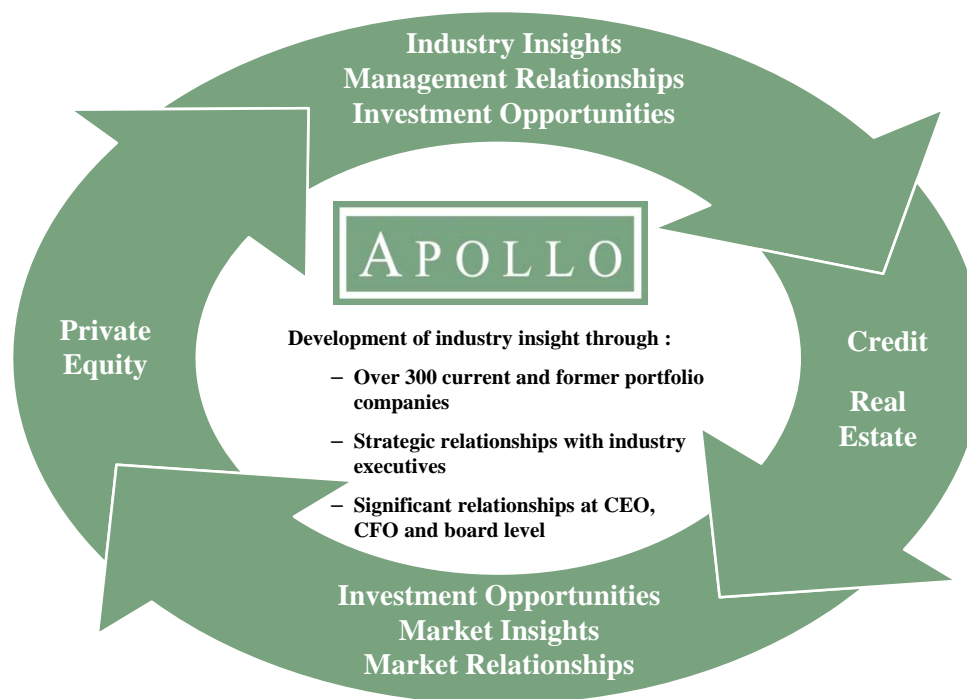 Industry Insights
Management Relationships
Investment Opportunities
APOLLO
Private
Equity
Development of industry insight through :
– Over 300 current and former portfolio
companies
– Strategic relationships with industry
executives
– Significant relationships at CEO,
CFO and board level
Credit
Real
Estate
Investment Opportunities
Market Insights
Market Relationships